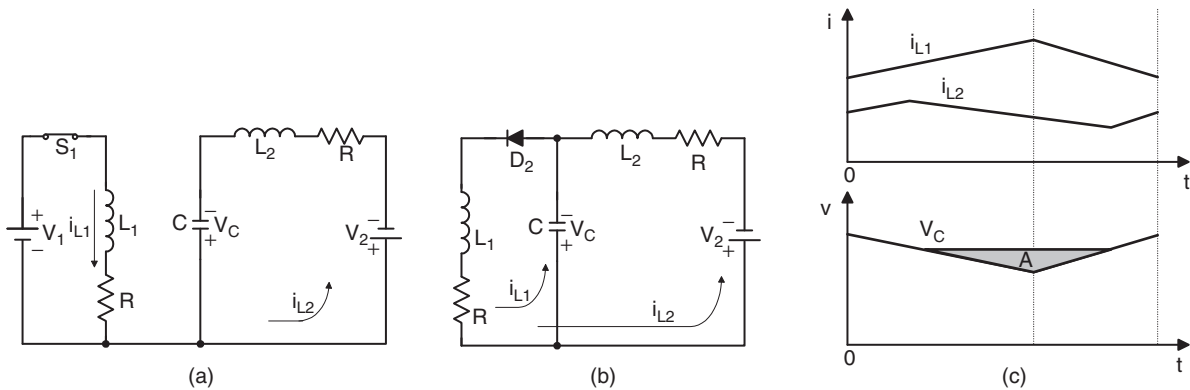 S1
V1
+
−
iL1
L1
R
C
−
VC
+
L2
R
V2
−
+
iL2
(a)
D2
L2
R
L1
R
C
−
VC
+
V2
−
+
iL1
iL2
(b)
i
iL1
iL2
0
t
v
VC
A
0
t
(c)